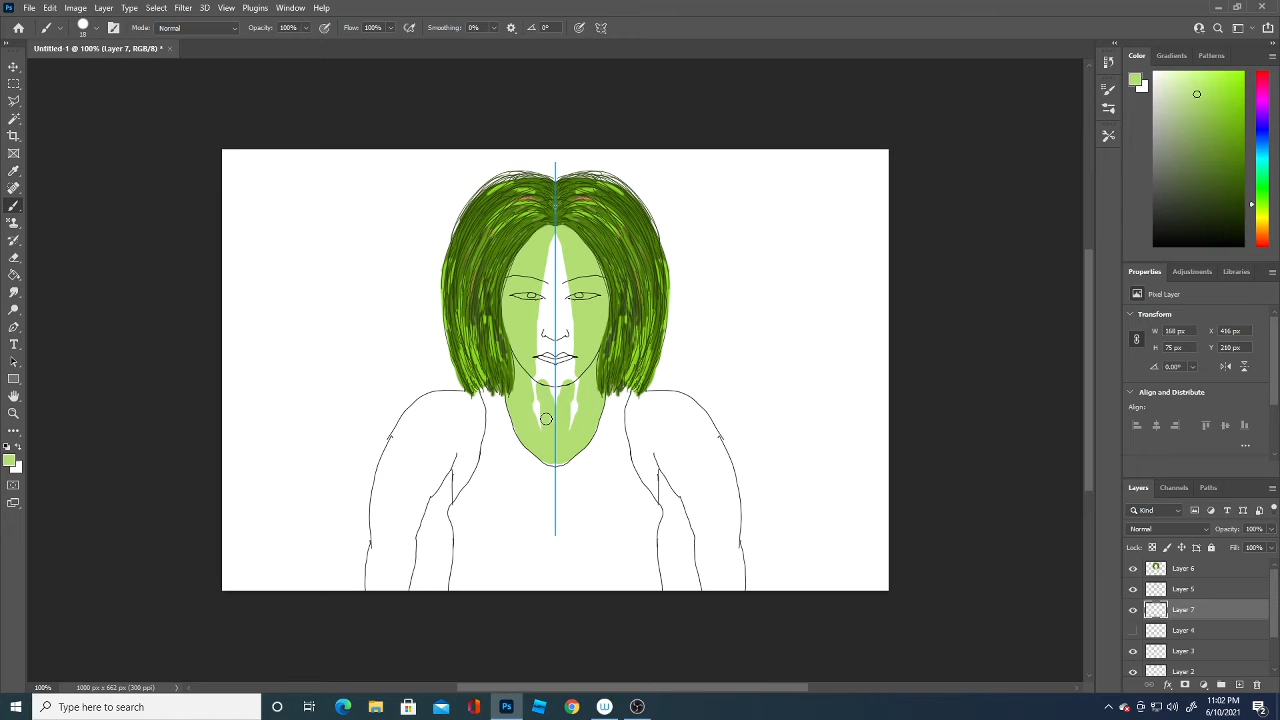 Ps File Edit Image Layer Type Select Filter 3D View Plugins Window Help
18 Mode: Normal Opacity: 100% Flow: 100% Smoothing: 0% 0°
Untitled-1 @ 100% (Layer 7, RGB/8) * ×
Color Gradients Patterns
Properties Adjustments Libraries
Pixel Layer
Transform
W 168 px X 416 px
H 75 px Y 210 px
0.00°
Align and Distribute
Align:
Layers Channels Paths
Kind
Normal Opacity: 100%
Lock: Fill: 100%
Layer 6
Layer 5
Layer 7
Layer 4
Layer 3
Layer 2
100% 1000 px x 662 px (300 ppi)
Type here to search
Ps
11:02 PM
6/10/2021